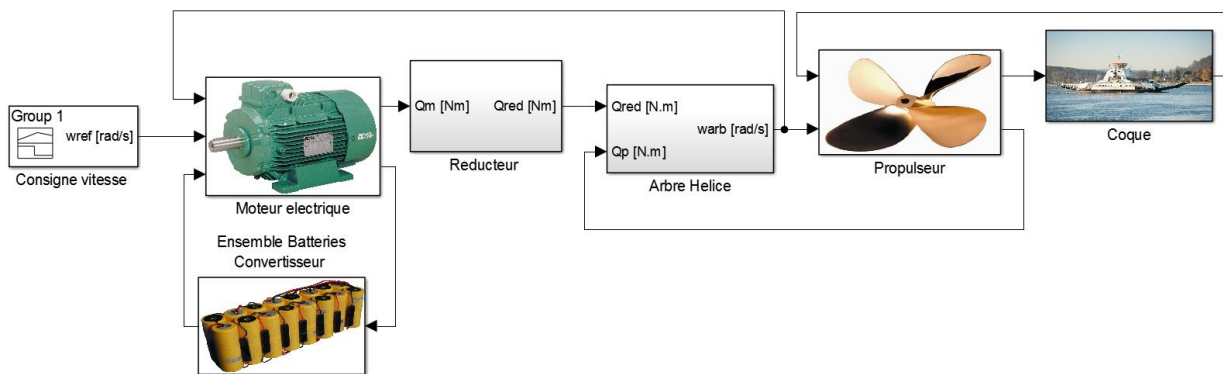 Group 1
wref [rad/s]
Consigne vitesse
Moteur electrique
Qm [Nm]
Qred [Nm]
Reducteur
Qred [N.m]
warb [rad/s]
Qp [N.m]
Arbre Helice
Propulseur
Coque
Ensemble Batteries
Convertisseur